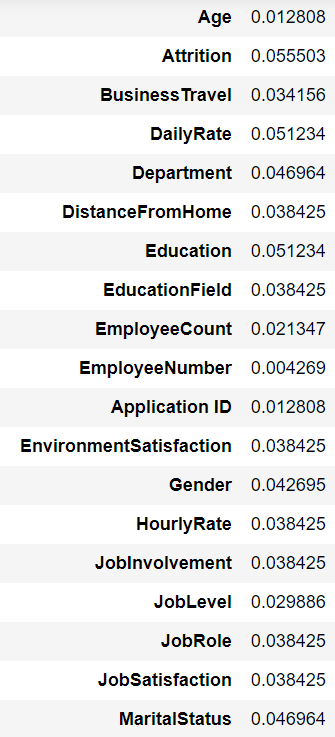 Age 0.012808
Attrition 0.055503
BusinessTravel 0.034156
DailyRate 0.051234
Department 0.046964
DistanceFromHome 0.038425
Education 0.051234
EducationField 0.038425
EmployeeCount 0.021347
EmployeeNumber 0.004269
Application ID 0.012808
EnvironmentSatisfaction 0.038425
Gender 0.042695
HourlyRate 0.038425
JobInvolvement 0.038425
JobLevel 0.029886
JobRole 0.038425
JobSatisfaction 0.038425
MaritalStatus 0.046964